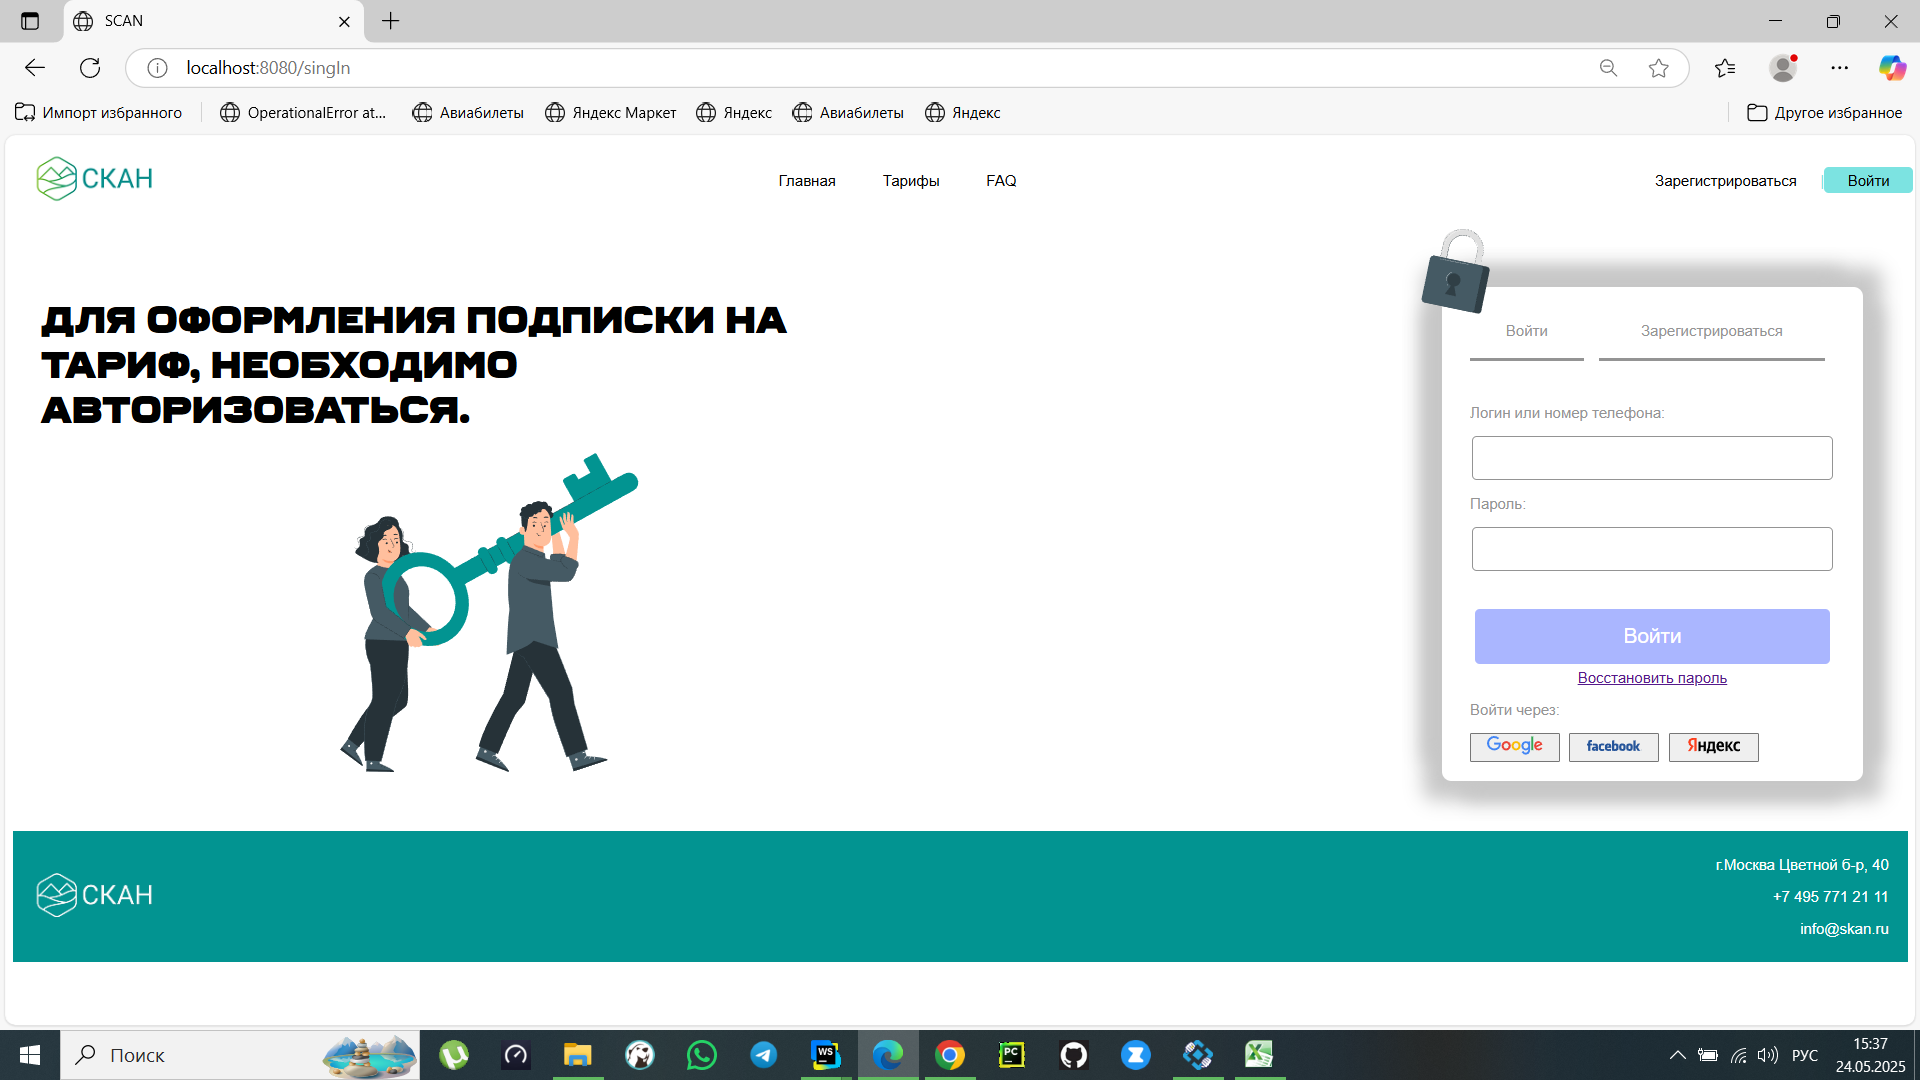 SCAN
localhost:8080/singIn
Импорт избранного
OperationalError at...
Авиабилеты
Яндекс Маркет
Яндекс
Авиабилеты
Яндекс
Другое избранное
СКАН
Главная
Тарифы
FAQ
Зарегистрироваться
Войти
ДЛЯ ОФОРМЛЕНИЯ ПОДПИСКИ НА
ТАРИФ, НЕОБХОДИМО
АВТОРИЗОВАТЬСЯ.
Войти
Зарегистрироваться
Логин или номер телефона:
Пароль:
Войти
Восстановить пароль
Войти через:
Google
facebook
Яндекс
СКАН
г.Москва Цветной б-р, 40
+7 495 771 21 11
info@skan.ru
Поиск
WS
PC
РУС
15:37
24.05.2025